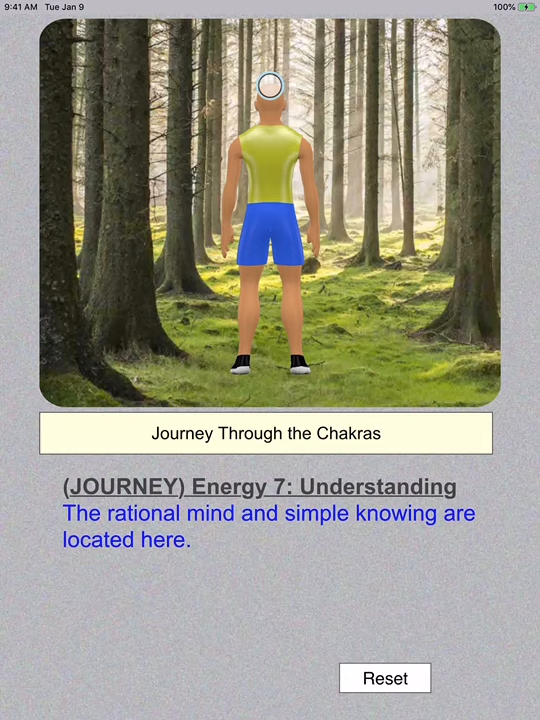 9:41 AM Tue Jan 9
100%
Journey Through the Chakras
(JOURNEY) Energy 7: Understanding
The rational mind and simple knowing are
located here.
Reset